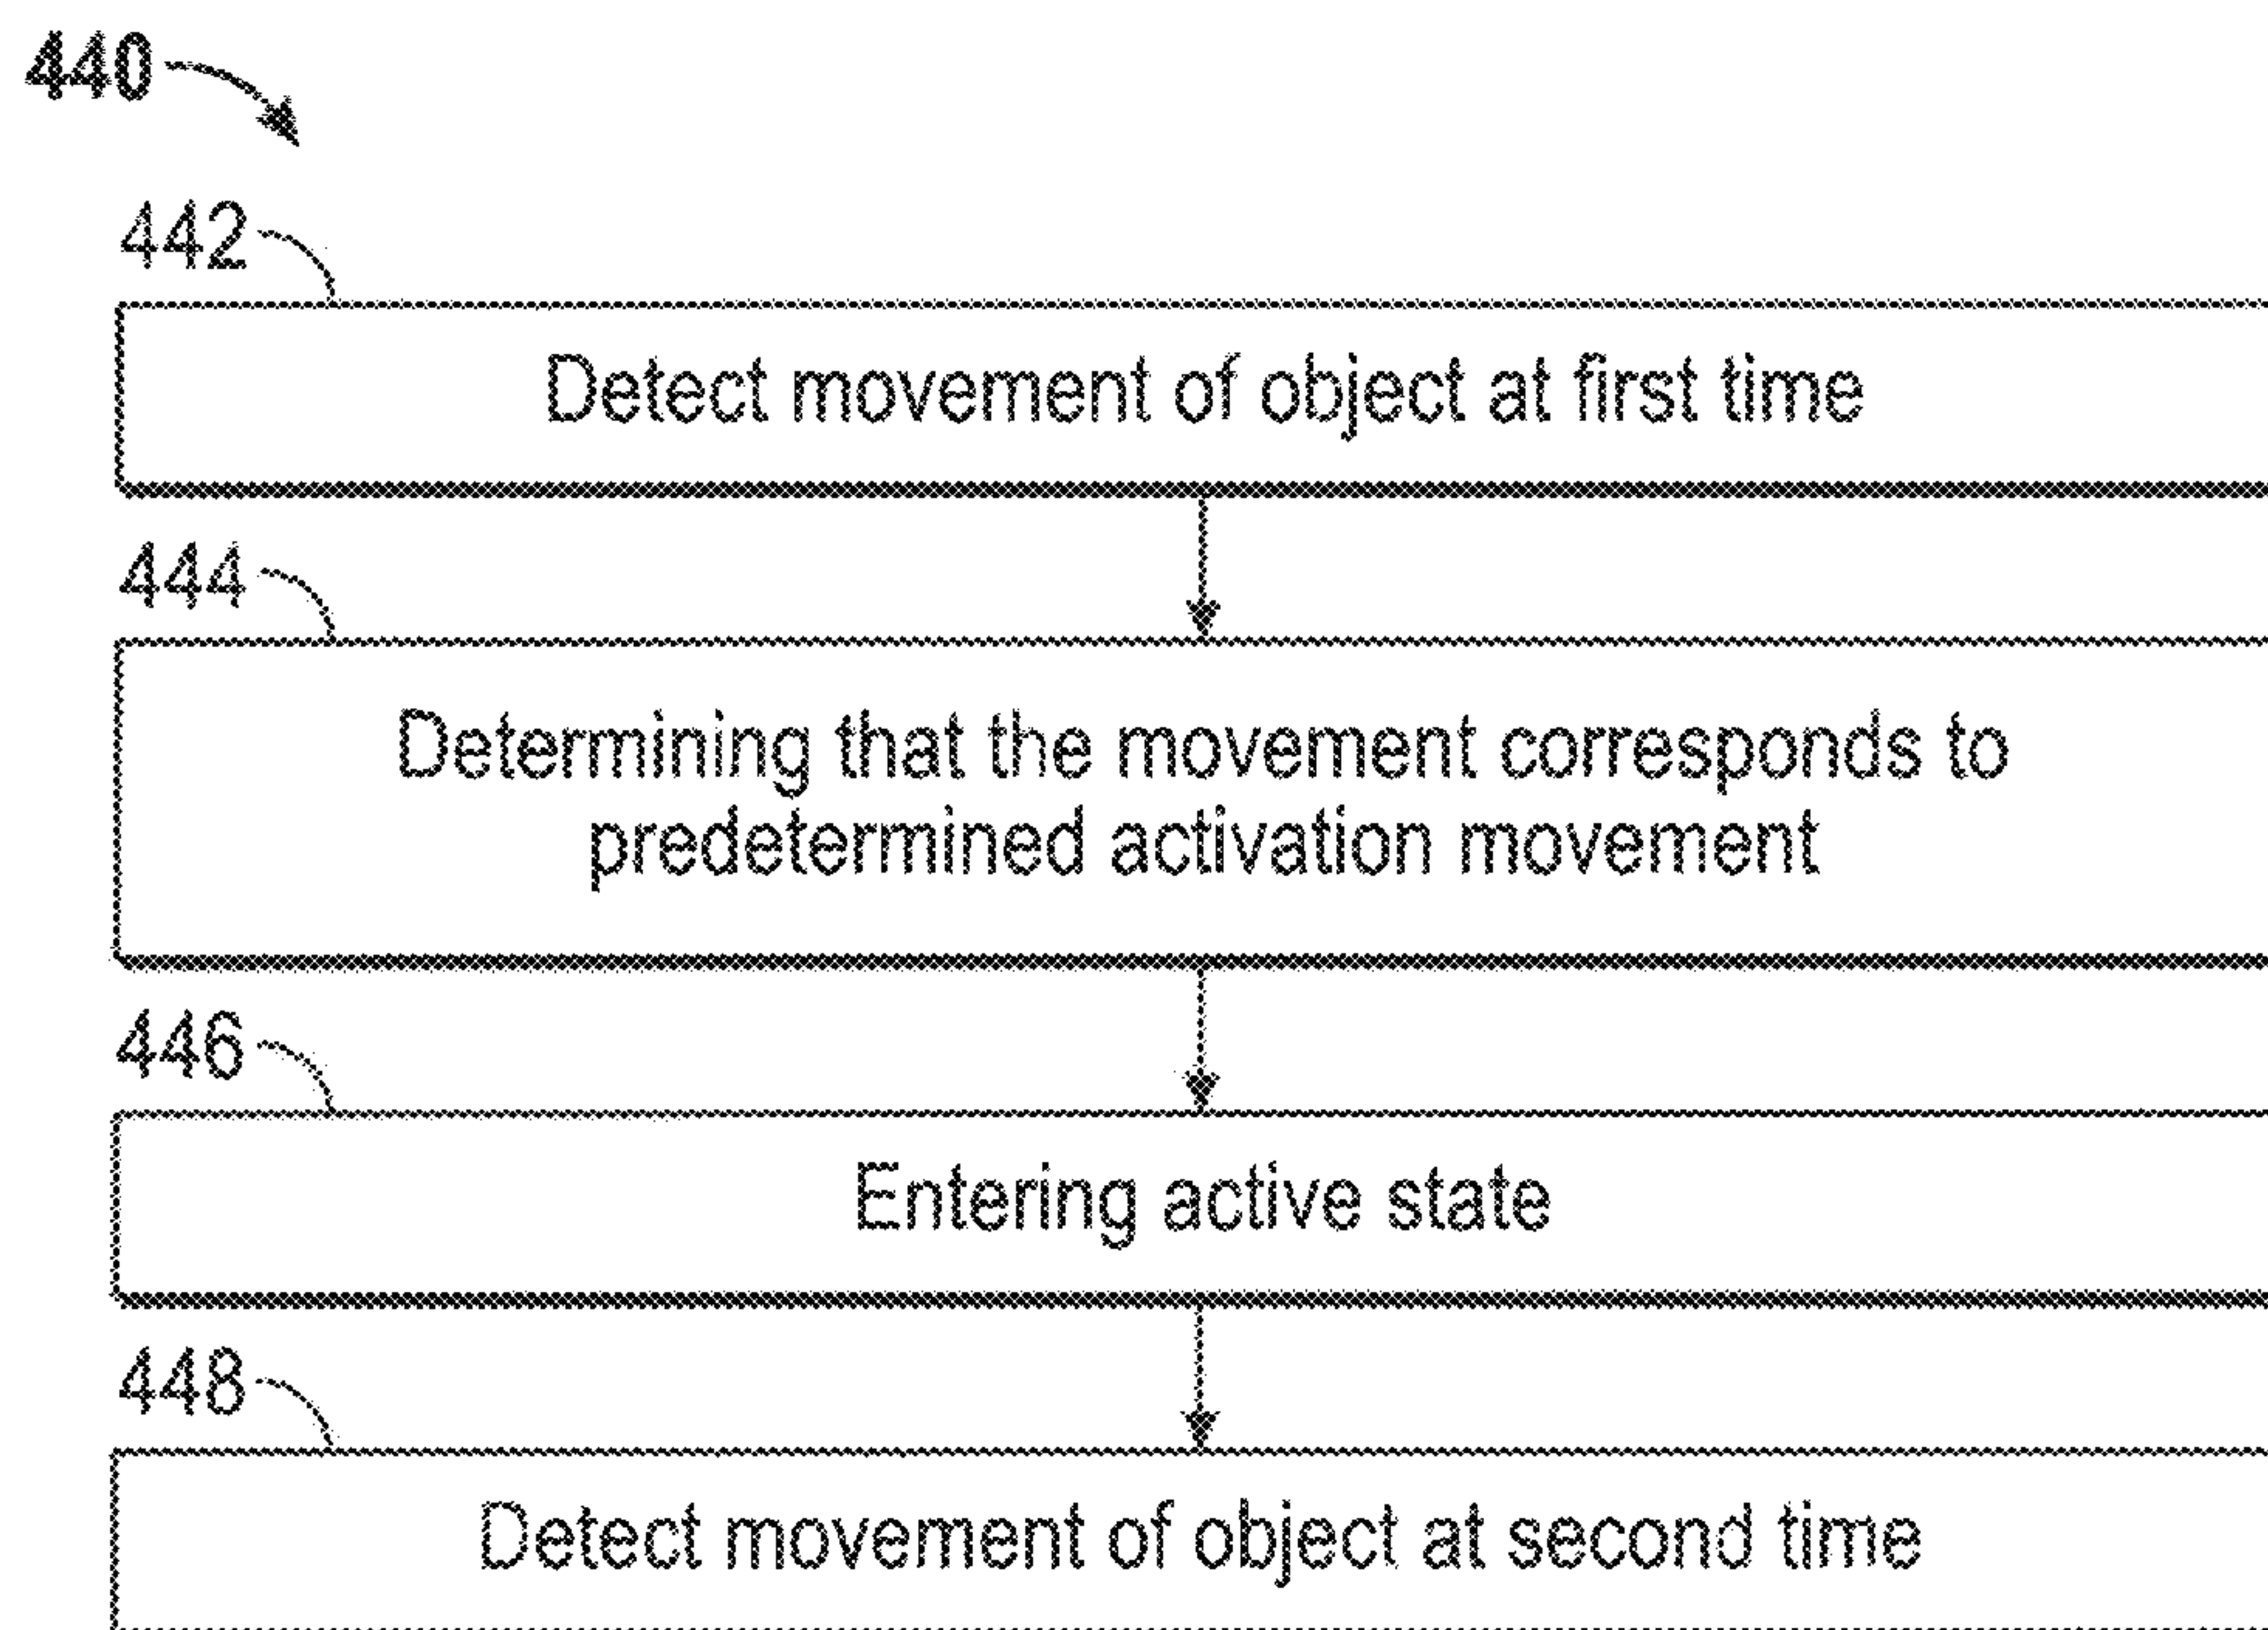 440
442
Detect movement of object at first time
444
Determining that the movement corresponds to
predetermined activation movement
446
Entering active state
448
Detect movement of object at second time